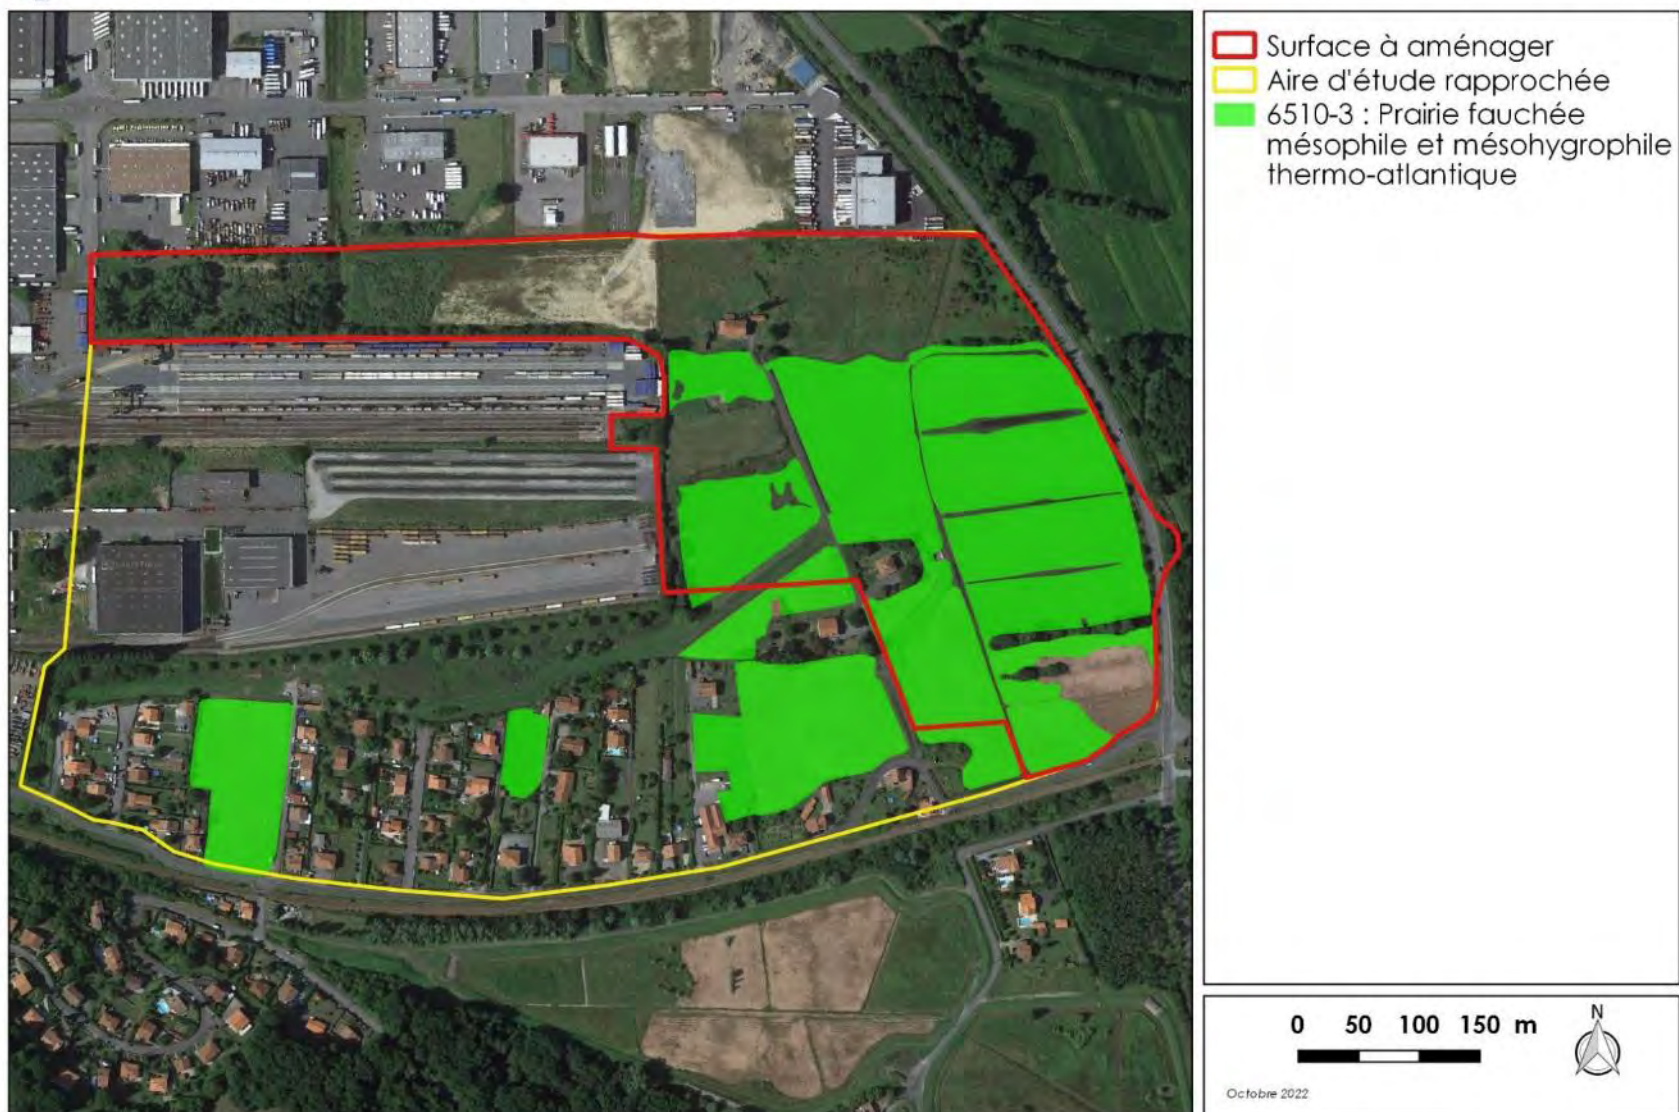 Surface à aménager
Aire d'étude rapprochée
6510-3 : Prairie fauchée
mésophile et mésohygrophile
thermo-atlantique
0 50 100 150 m
N
Octobre 2022